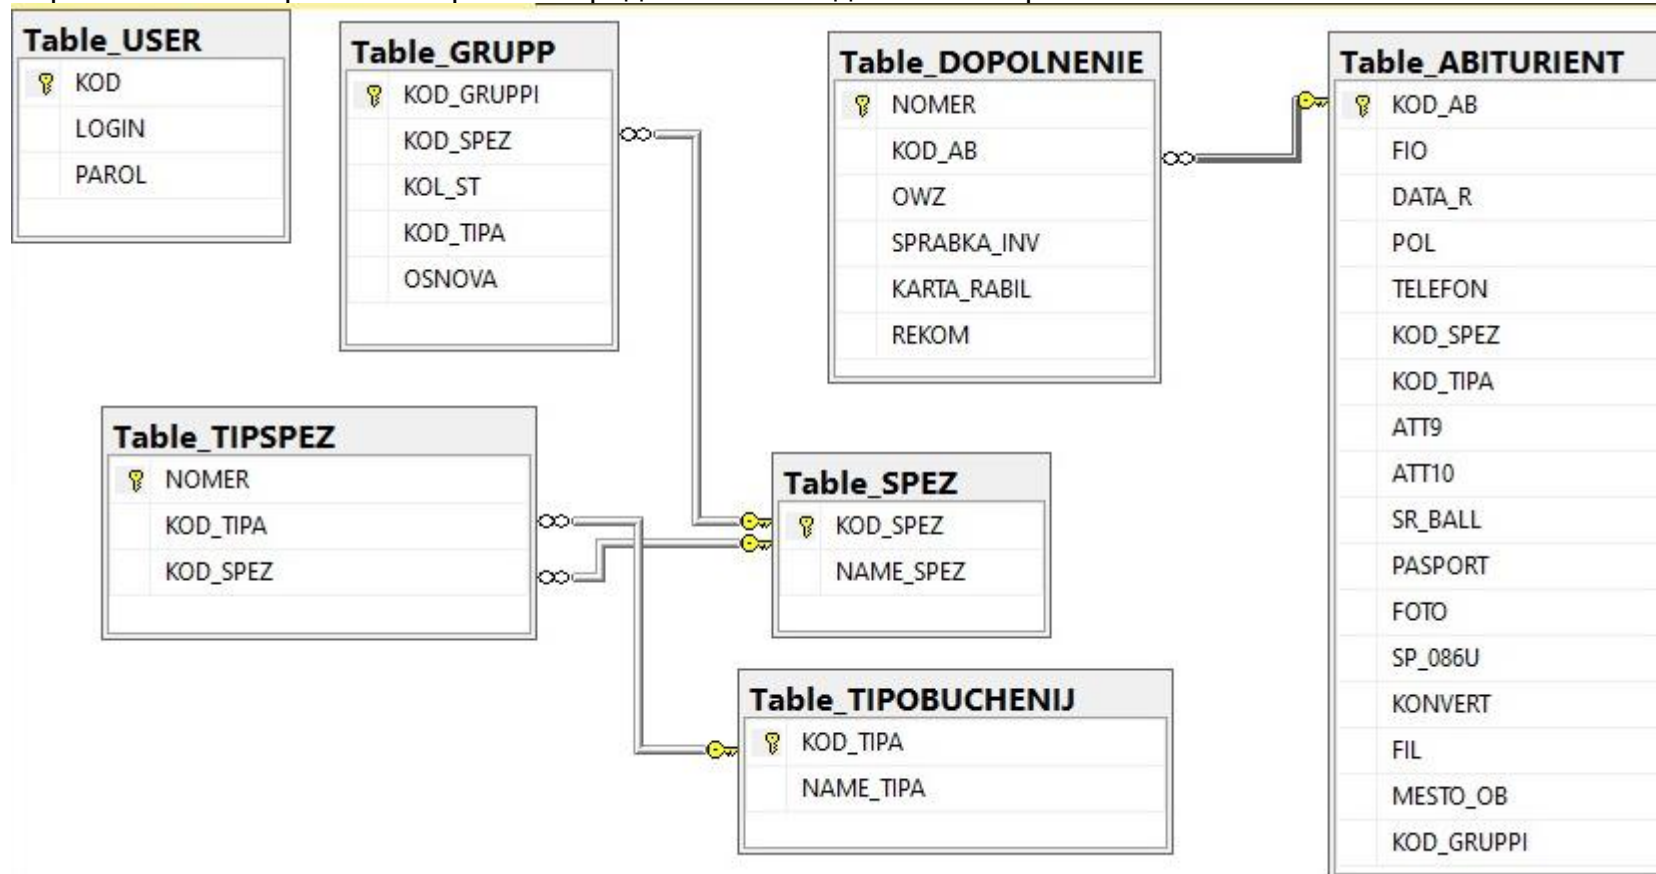 Table_USER
KOD
LOGIN
PAROL
Table_GRUPP
KOD_GRUPPI
KOD_SPEZ
KOL_ST
KOD_TIPA
OSNOVA
Table_DOPOLNENIE
NOMER
KOD_AB
OWZ
SPRABKA_INV
KARTA_RABIL
REKOM
Table_ABITURIENT
KOD_AB
FIO
DATA_R
POL
TELEFON
KOD_SPEZ
KOD_TIPA
ATT9
ATT10
SR_BALL
PASPORT
FOTO
SP_086U
KONVERT
FIL
MESTO_OB
KOD_GRUPPI
Table_TIPSPEZ
NOMER
KOD_TIPA
KOD_SPEZ
Table_SPEZ
KOD_SPEZ
NAME_SPEZ
Table_TIPOBUCHENIJ
KOD_TIPA
NAME_TIPA